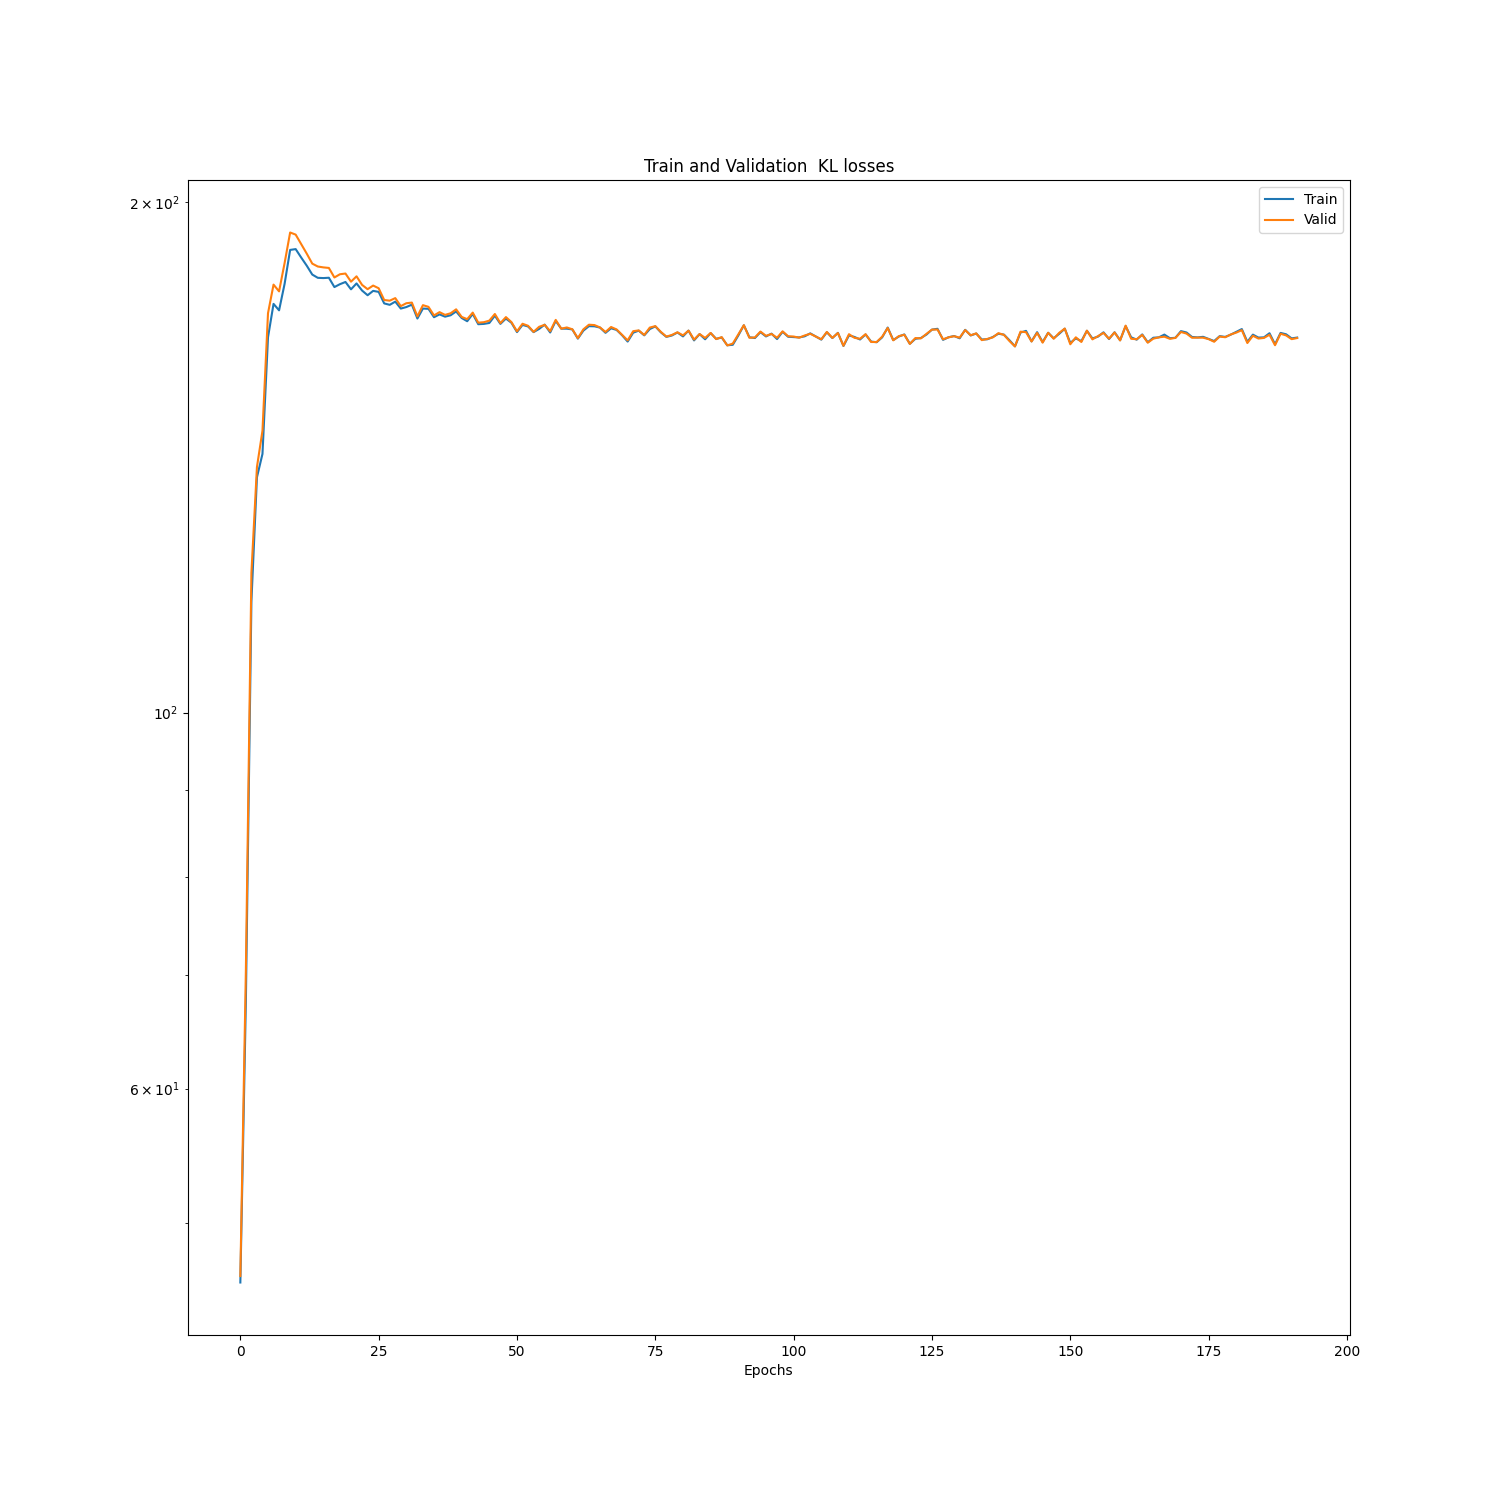 Train and Validation  KL losses
Train
Valid
2 × 10²
10²
6 × 10¹
0 25 50 75 100 125 150 175 200
Epochs